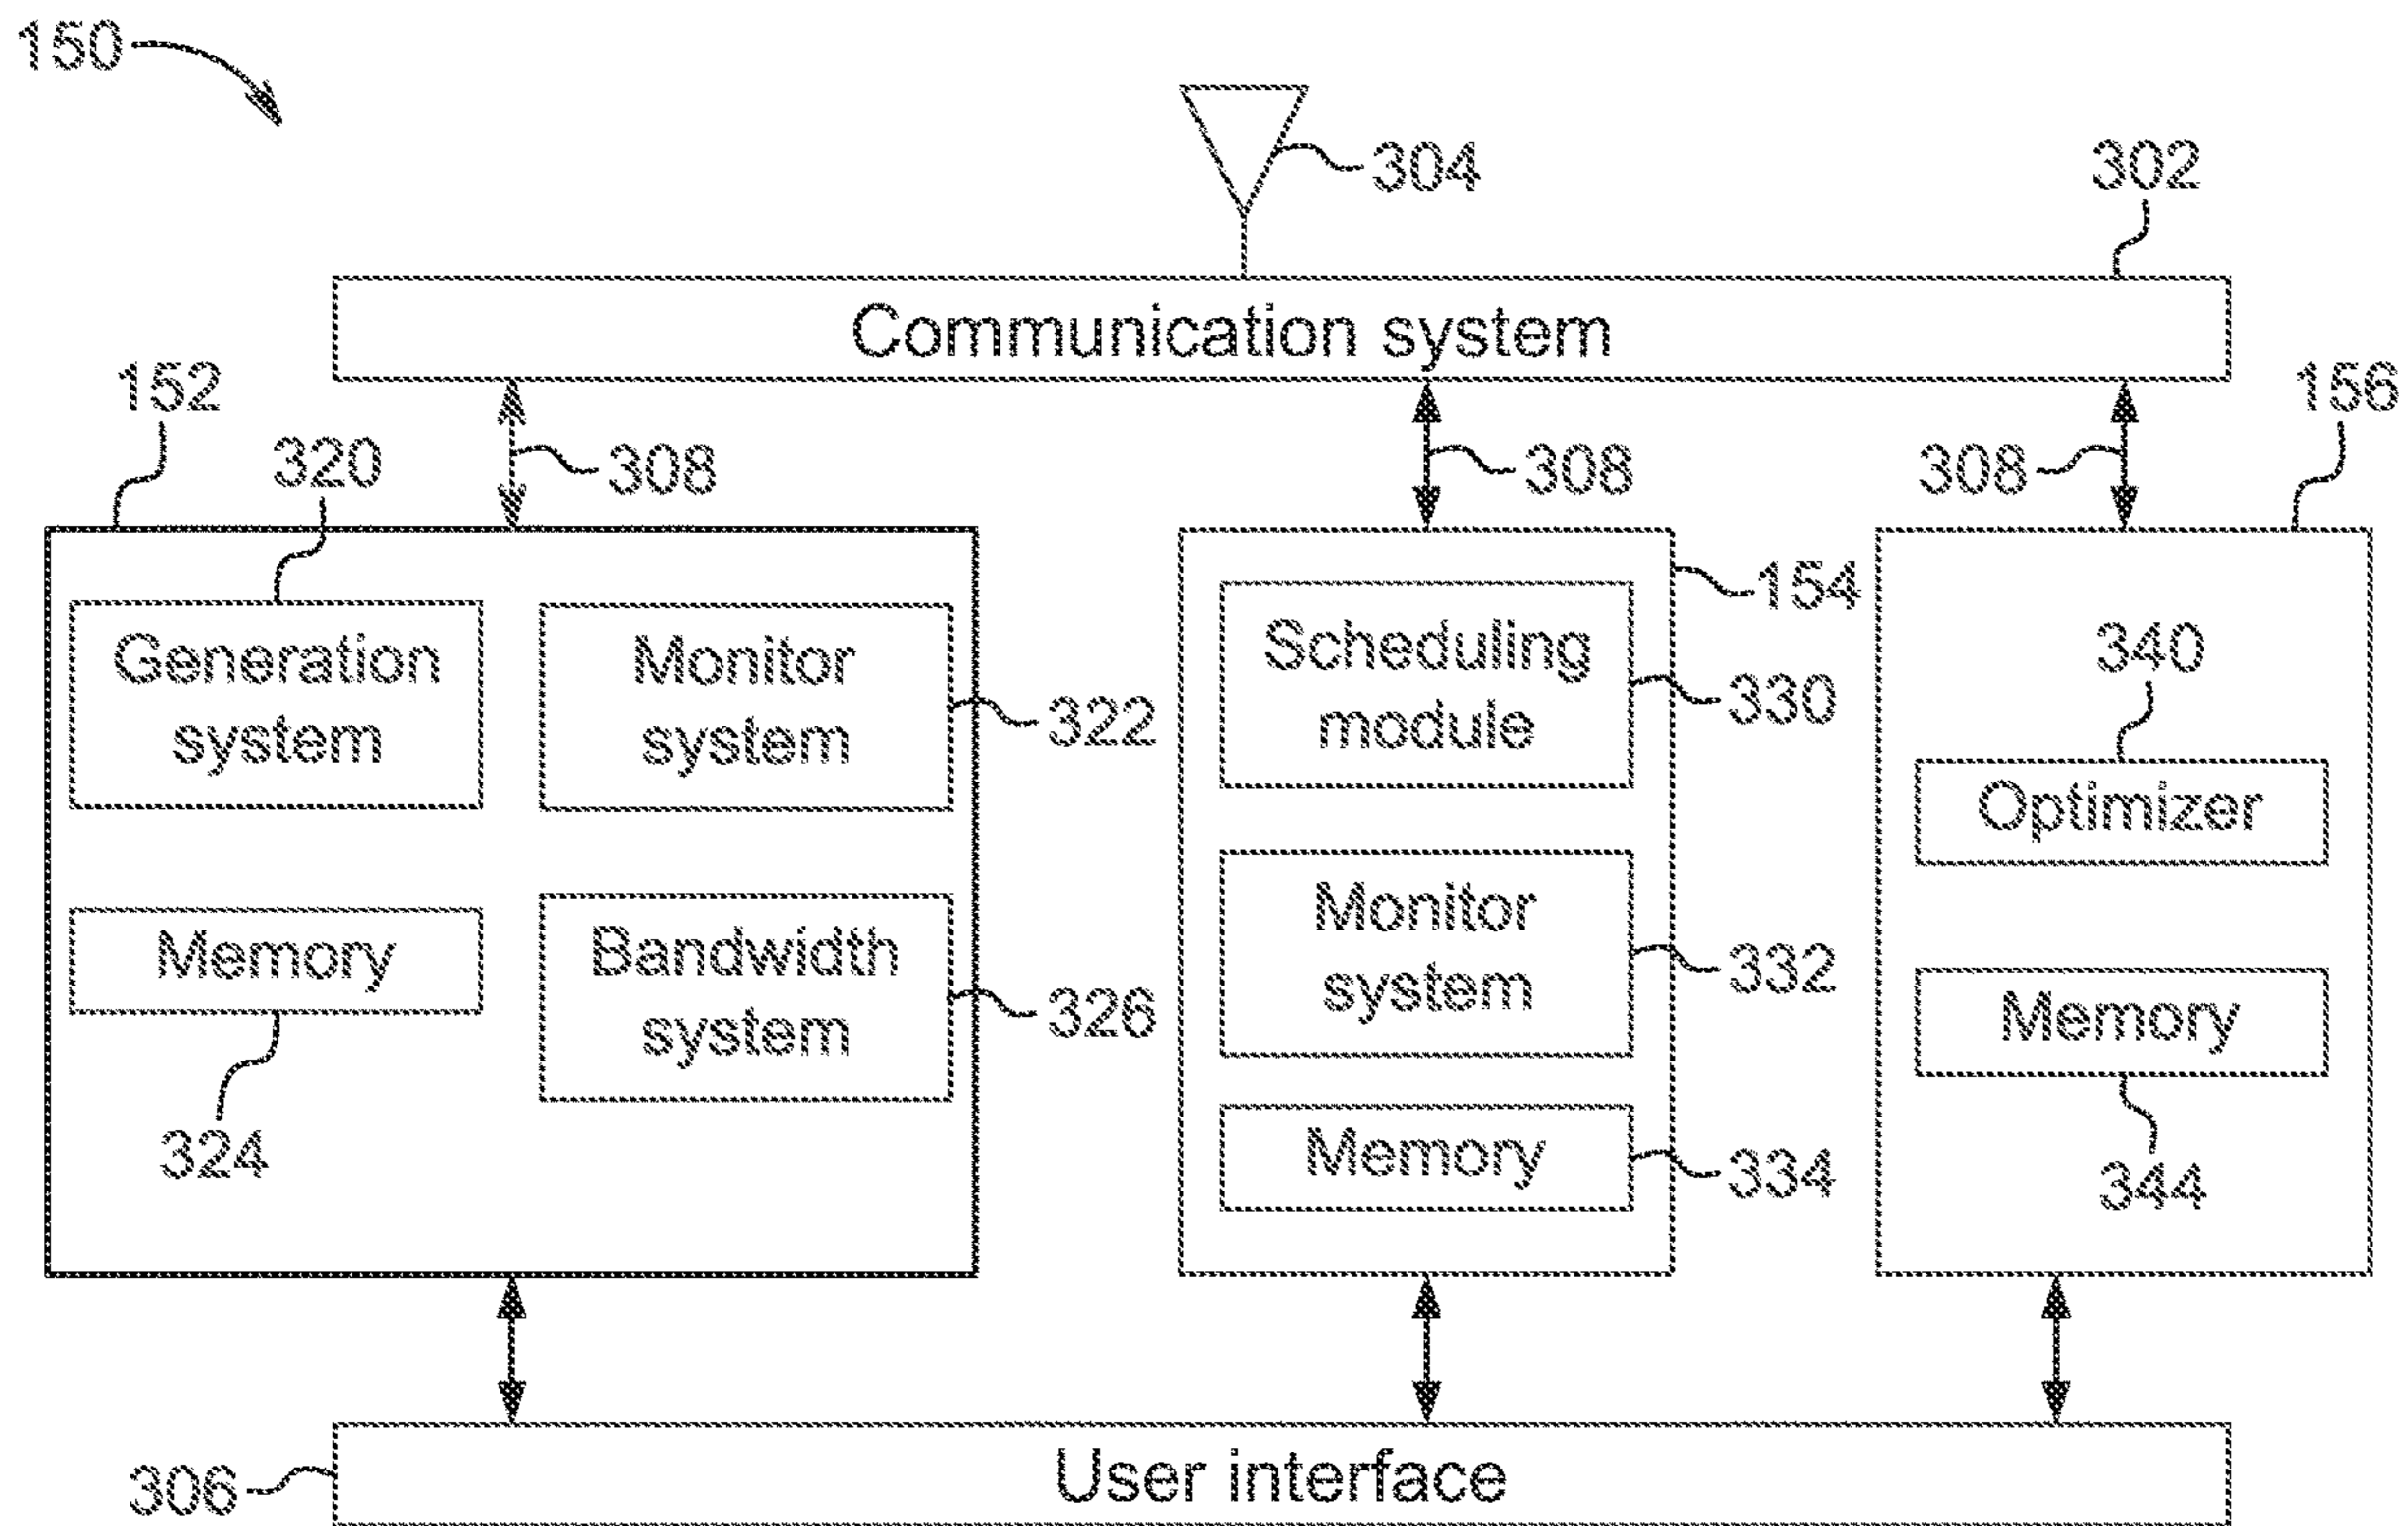 150
304
302
Communication system
152
156
320
308
308
308
154
Generation
system
Monitor
system
322
Scheduling
module
330
340
Optimizer
Memory
324
Bandwidth
system
326
Monitor
system
332
Memory
334
Memory
344
306
User interface